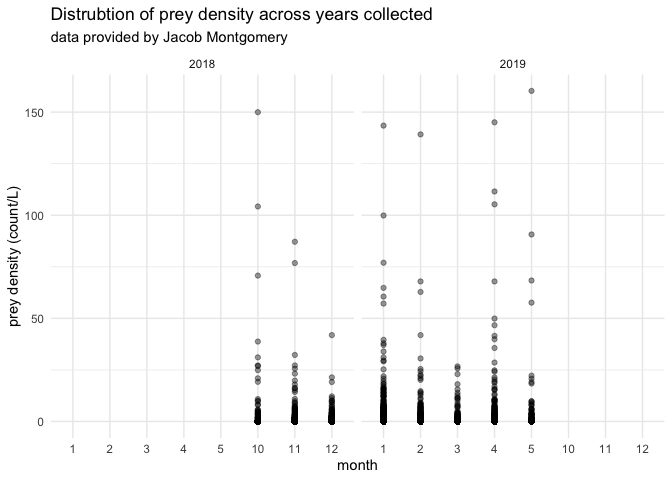 Distrubtion of prey density across years collected
data provided by Jacob Montgomery
2018 2019
150
100
50
0
prey density (count/L)
1 2 3 4 5 10 11 12 1 2 3 4 5 10 11 12
month